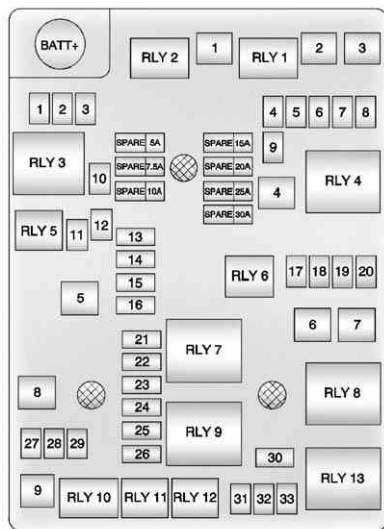 BATT+
RLY 2
1
RLY 1
2
3
1 2 3
4 5 6 7 8
SPARE 5A
SPARE 15A
9
RLY 3
SPARE 7.5A
SPARE 20A
RLY 4
10
SPARE 10A
SPARE 25A
4
SPARE 30A
RLY 5
11
12
13
14
15
16
5
RLY 6
17 18 19 20
6
7
21
22
23
24
25
26
RLY 7
8
RLY 8
RLY 9
27 28 29
30
9
RLY 10
RLY 11
RLY 12
31 32 33
RLY 13